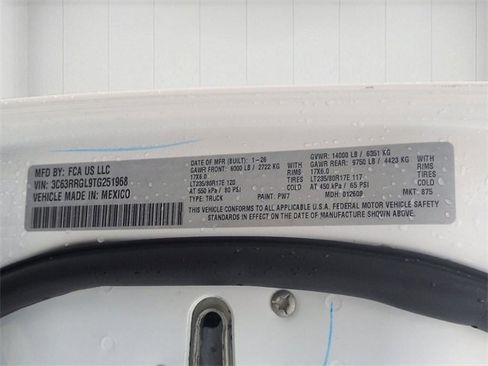 MFD BY: FCA US LLC
VIN: 3C63RRGL9TG251968
VEHICLE MADE IN: MEXICO
DATE OF MFR (BUILT): 1-26
GAWR FRONT: 6000 LB / 2722 KG WITH
17X6.0 RIMS
LT235/80R17E 120 TIRES
AT 550 kPa / 80 PSI COLD
TYPE: TRUCK
GVWR: 14000 LB / 6351 KG
GAWR REAR: 9750 LB / 4423 KG WITH
17X6.0 RIMS
LT235/80R17E 117 TIRES
AT 450 kPa / 65 PSI COLD
PAINT: PW7
MDH: 012609
MKT: 875
THIS VEHICLE CONFORMS TO ALL APPLICABLE U.S.A. FEDERAL MOTOR VEHICLE SAFETY
STANDARDS IN EFFECT ON THE DATE OF MANUFACTURE SHOWN ABOVE